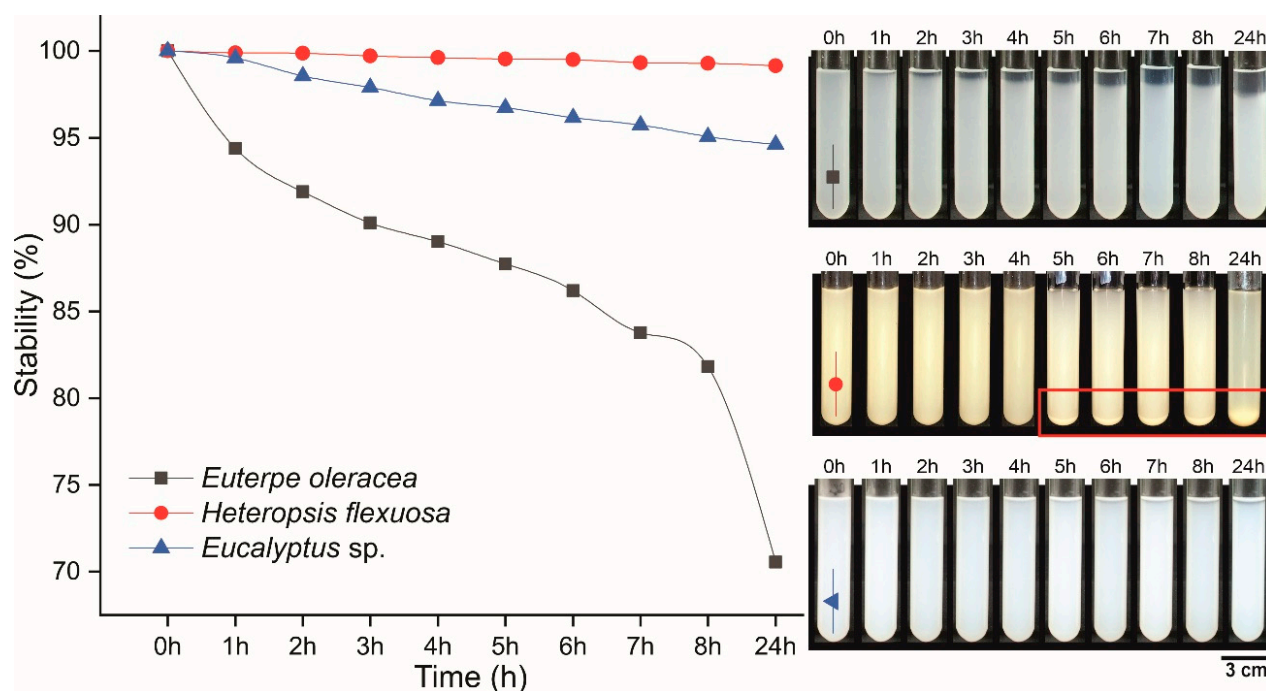 Stability (%)
100
95
90
85
80
75
70
Euterpe oleracea
Heteropsis flexuosa
Eucalyptus sp.
0h 1h 2h 3h 4h 5h 6h 7h 8h 24h
Time (h)
0h 1h 2h 3h 4h 5h 6h 7h 8h 24h
0h 1h 2h 3h 4h 5h 6h 7h 8h 24h
0h 1h 2h 3h 4h 5h 6h 7h 8h 24h
3 cm